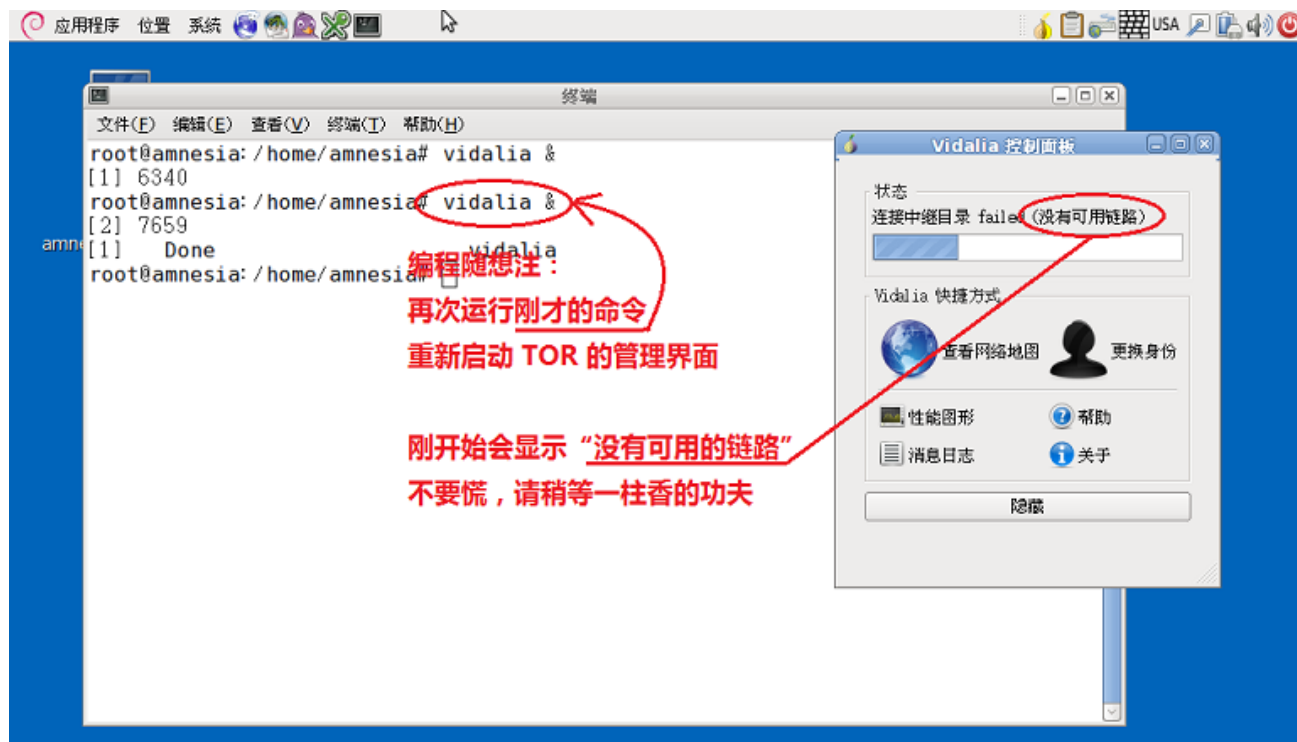 应用程序 位置 系统 USA
终端
文件(F) 编辑(E) 查看(V) 终端(T) 帮助(H)
root@amnesia:/home/amnesia# vidalia &
[1] 6340
root@amnesia:/home/amnesia# vidalia &
[2] 7659
[1] Done vidalia
root@amnesia:/home/amnesia#
amne
编程随想注:
再次运行刚才的命令
重新启动 TOR 的管理界面
刚开始会显示“没有可用的链路”
不要慌,请稍等一柱香的功夫
Vidalia 控制面板
状态
连接中继目录 failed (没有可用链路)
Vidalia 快捷方式
查看网络地图 更换身份
性能图形 帮助
消息日志 关于
隐藏